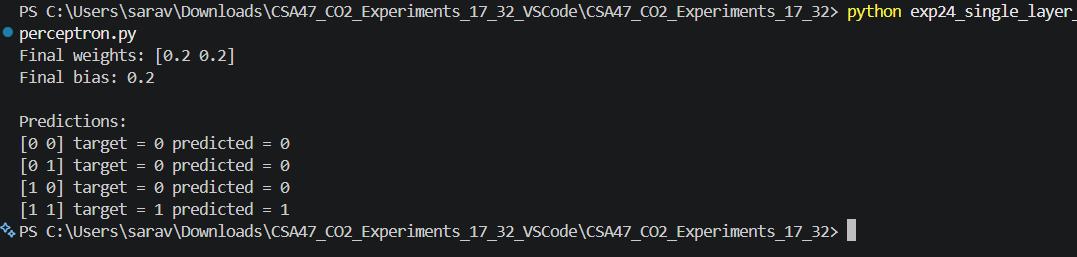 PS C:\Users\sarav\Downloads\CSA47_CO2_Experiments_17_32_VSCode\CSA47_CO2_Experiments_17_32> python exp24_single_layer_
perceptron.py
Final weights: [0.2 0.2]
Final bias: 0.2
Predictions:
[0 0] target = 0 predicted = 0
[0 1] target = 0 predicted = 0
[1 0] target = 0 predicted = 0
[1 1] target = 1 predicted = 1
PS C:\Users\sarav\Downloads\CSA47_CO2_Experiments_17_32_VSCode\CSA47_CO2_Experiments_17_32>